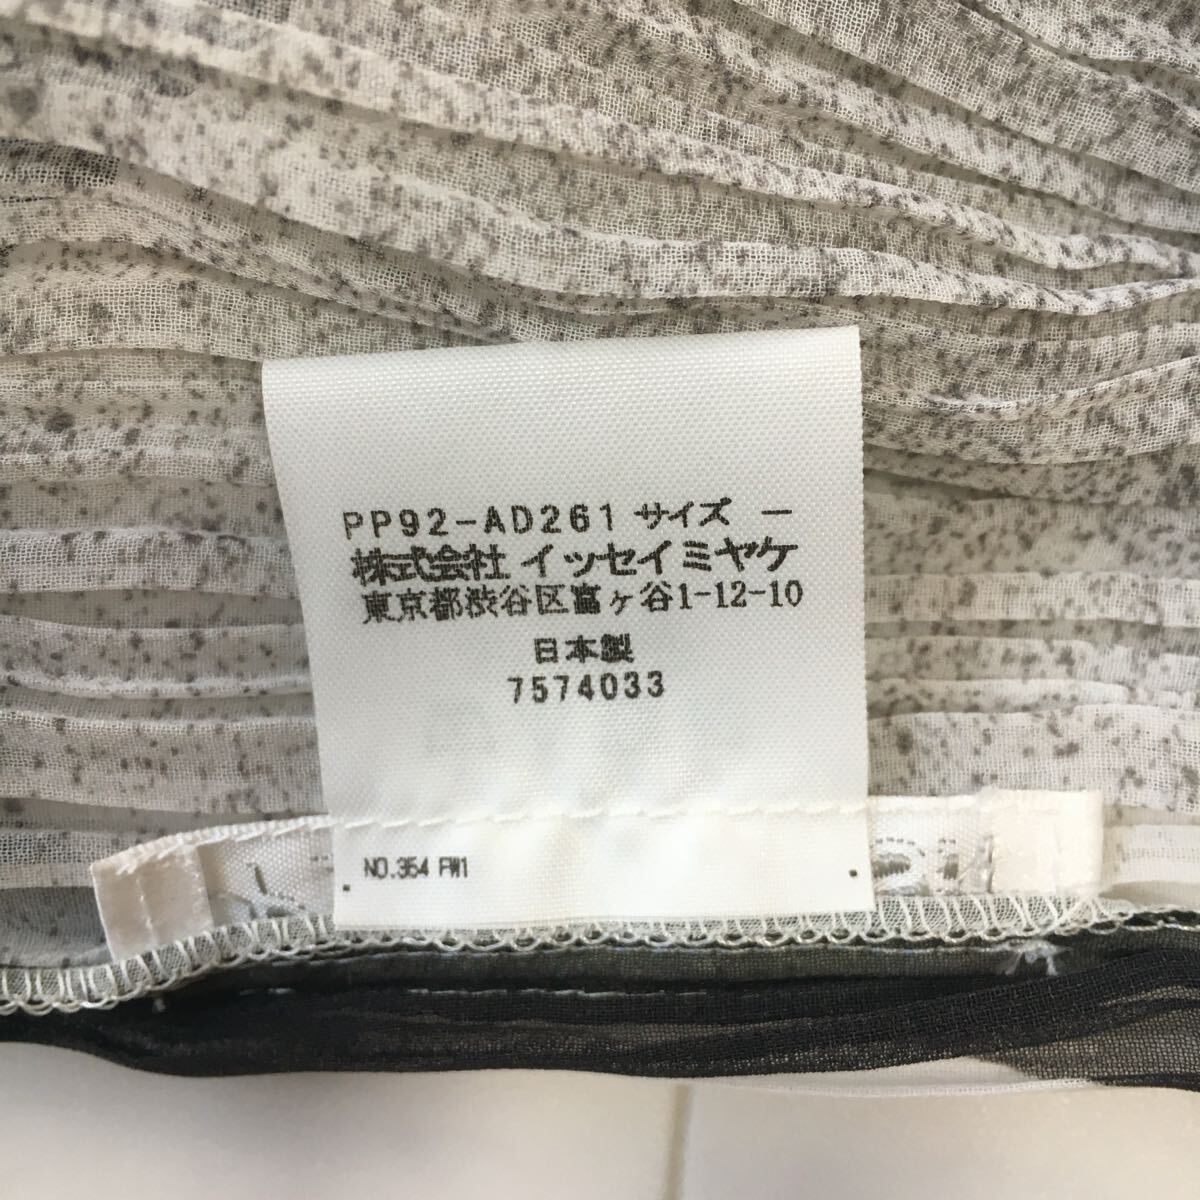 PP92-AD261 サイズ —
株式会社 イッセイミヤケ
東京都渋谷区富ヶ谷1-12-10
日本製
7574033
NO.354 FW1